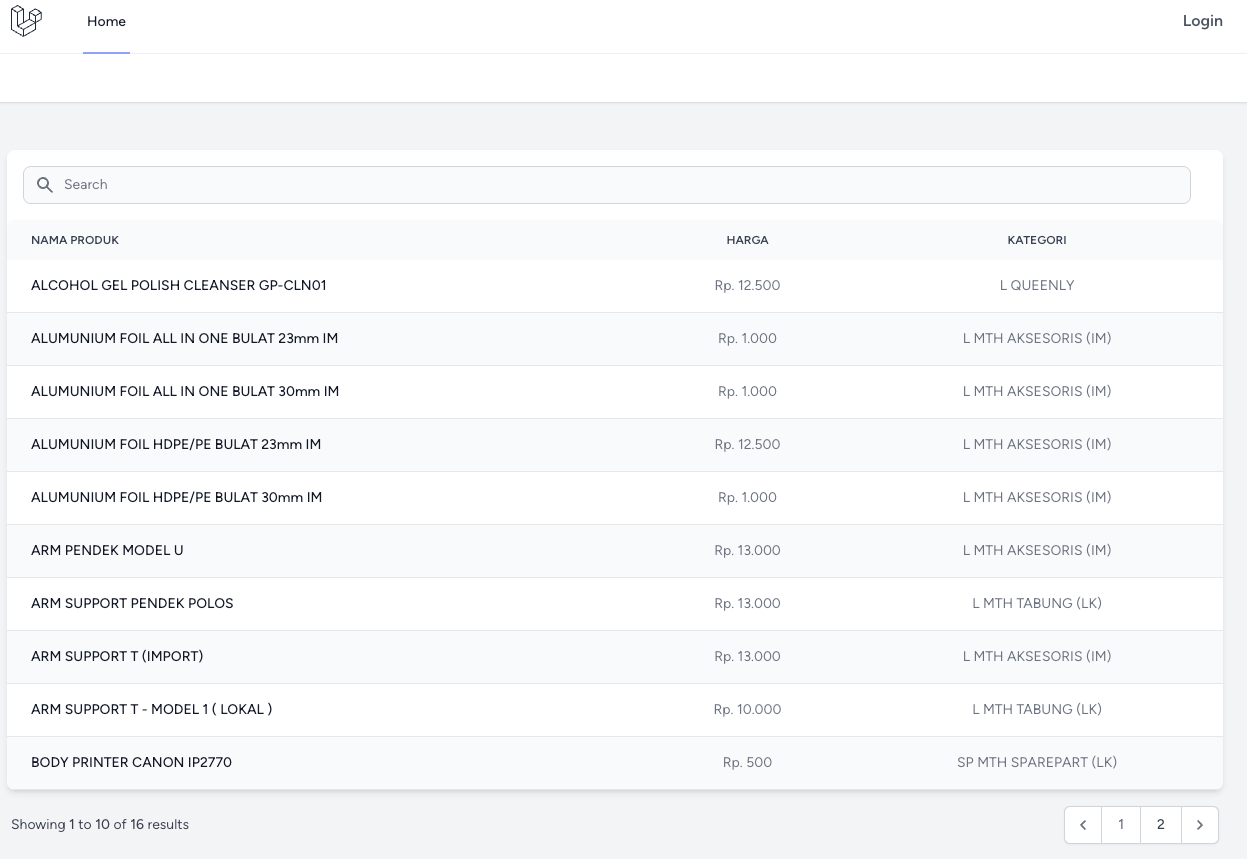 Home
Login
Search
NAMA PRODUK HARGA KATEGORI
ALCOHOL GEL POLISH CLEANSER GP-CLN01 Rp. 12.500 L QUEENLY
ALUMUNIUM FOIL ALL IN ONE BULAT 23mm IM Rp. 1.000 L MTH AKSESORIS (IM)
ALUMUNIUM FOIL ALL IN ONE BULAT 30mm IM Rp. 1.000 L MTH AKSESORIS (IM)
ALUMUNIUM FOIL HDPE/PE BULAT 23mm IM Rp. 12.500 L MTH AKSESORIS (IM)
ALUMUNIUM FOIL HDPE/PE BULAT 30mm IM Rp. 1.000 L MTH AKSESORIS (IM)
ARM PENDEK MODEL U Rp. 13.000 L MTH AKSESORIS (IM)
ARM SUPPORT PENDEK POLOS Rp. 13.000 L MTH TABUNG (LK)
ARM SUPPORT T (IMPORT) Rp. 13.000 L MTH AKSESORIS (IM)
ARM SUPPORT T - MODEL 1 ( LOKAL ) Rp. 10.000 L MTH TABUNG (LK)
BODY PRINTER CANON IP2770 Rp. 500 SP MTH SPAREPART (LK)
Showing 1 to 10 of 16 results
1 2